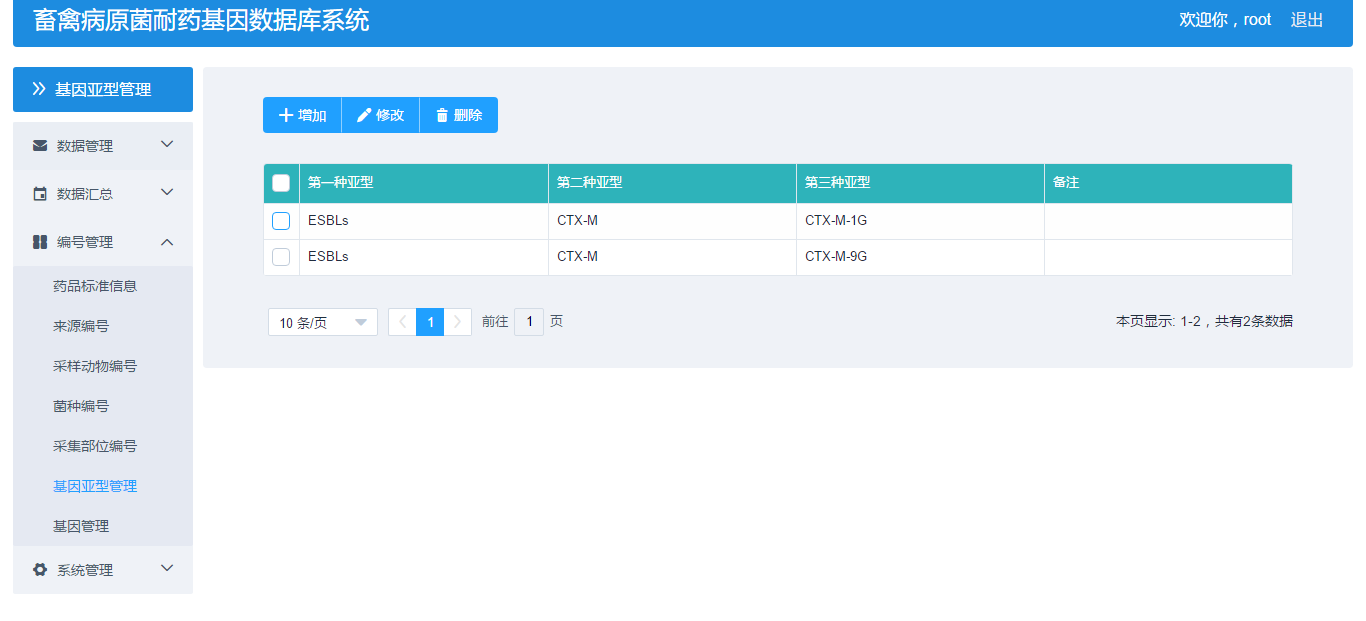 畜禽病原菌耐药基因数据库系统
欢迎你，root 退出
基因亚型管理
数据管理
数据汇总
编号管理
药品标准信息
来源编号
采样动物编号
菌种编号
采集部位编号
基因亚型管理
基因管理
系统管理
增加 修改 删除
第一种亚型 第二种亚型 第三种亚型 备注
ESBLs CTX-M CTX-M-1G
ESBLs CTX-M CTX-M-9G
10 条/页 1 前往 1 页 本页显示: 1-2，共有2条数据